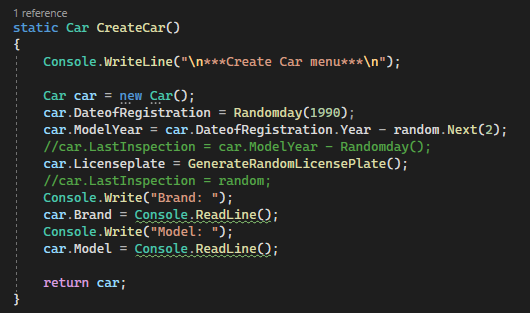 1 reference
static Car CreateCar()
{
Console.WriteLine("\n***Create Car menu***\n");
Car car = new Car();
car.DateofRegistration = Randomday(1990);
car.ModelYear = car.DateofRegistration.Year - random.Next(2);
//car.LastInspection = car.ModelYear - Randomday();
car.Licenseplate = GenerateRandomLicensePlate();
//car.LastInspection = random;
Console.Write("Brand: ");
car.Brand = Console.ReadLine();
Console.Write("Model: ");
car.Model = Console.ReadLine();
return car;
}